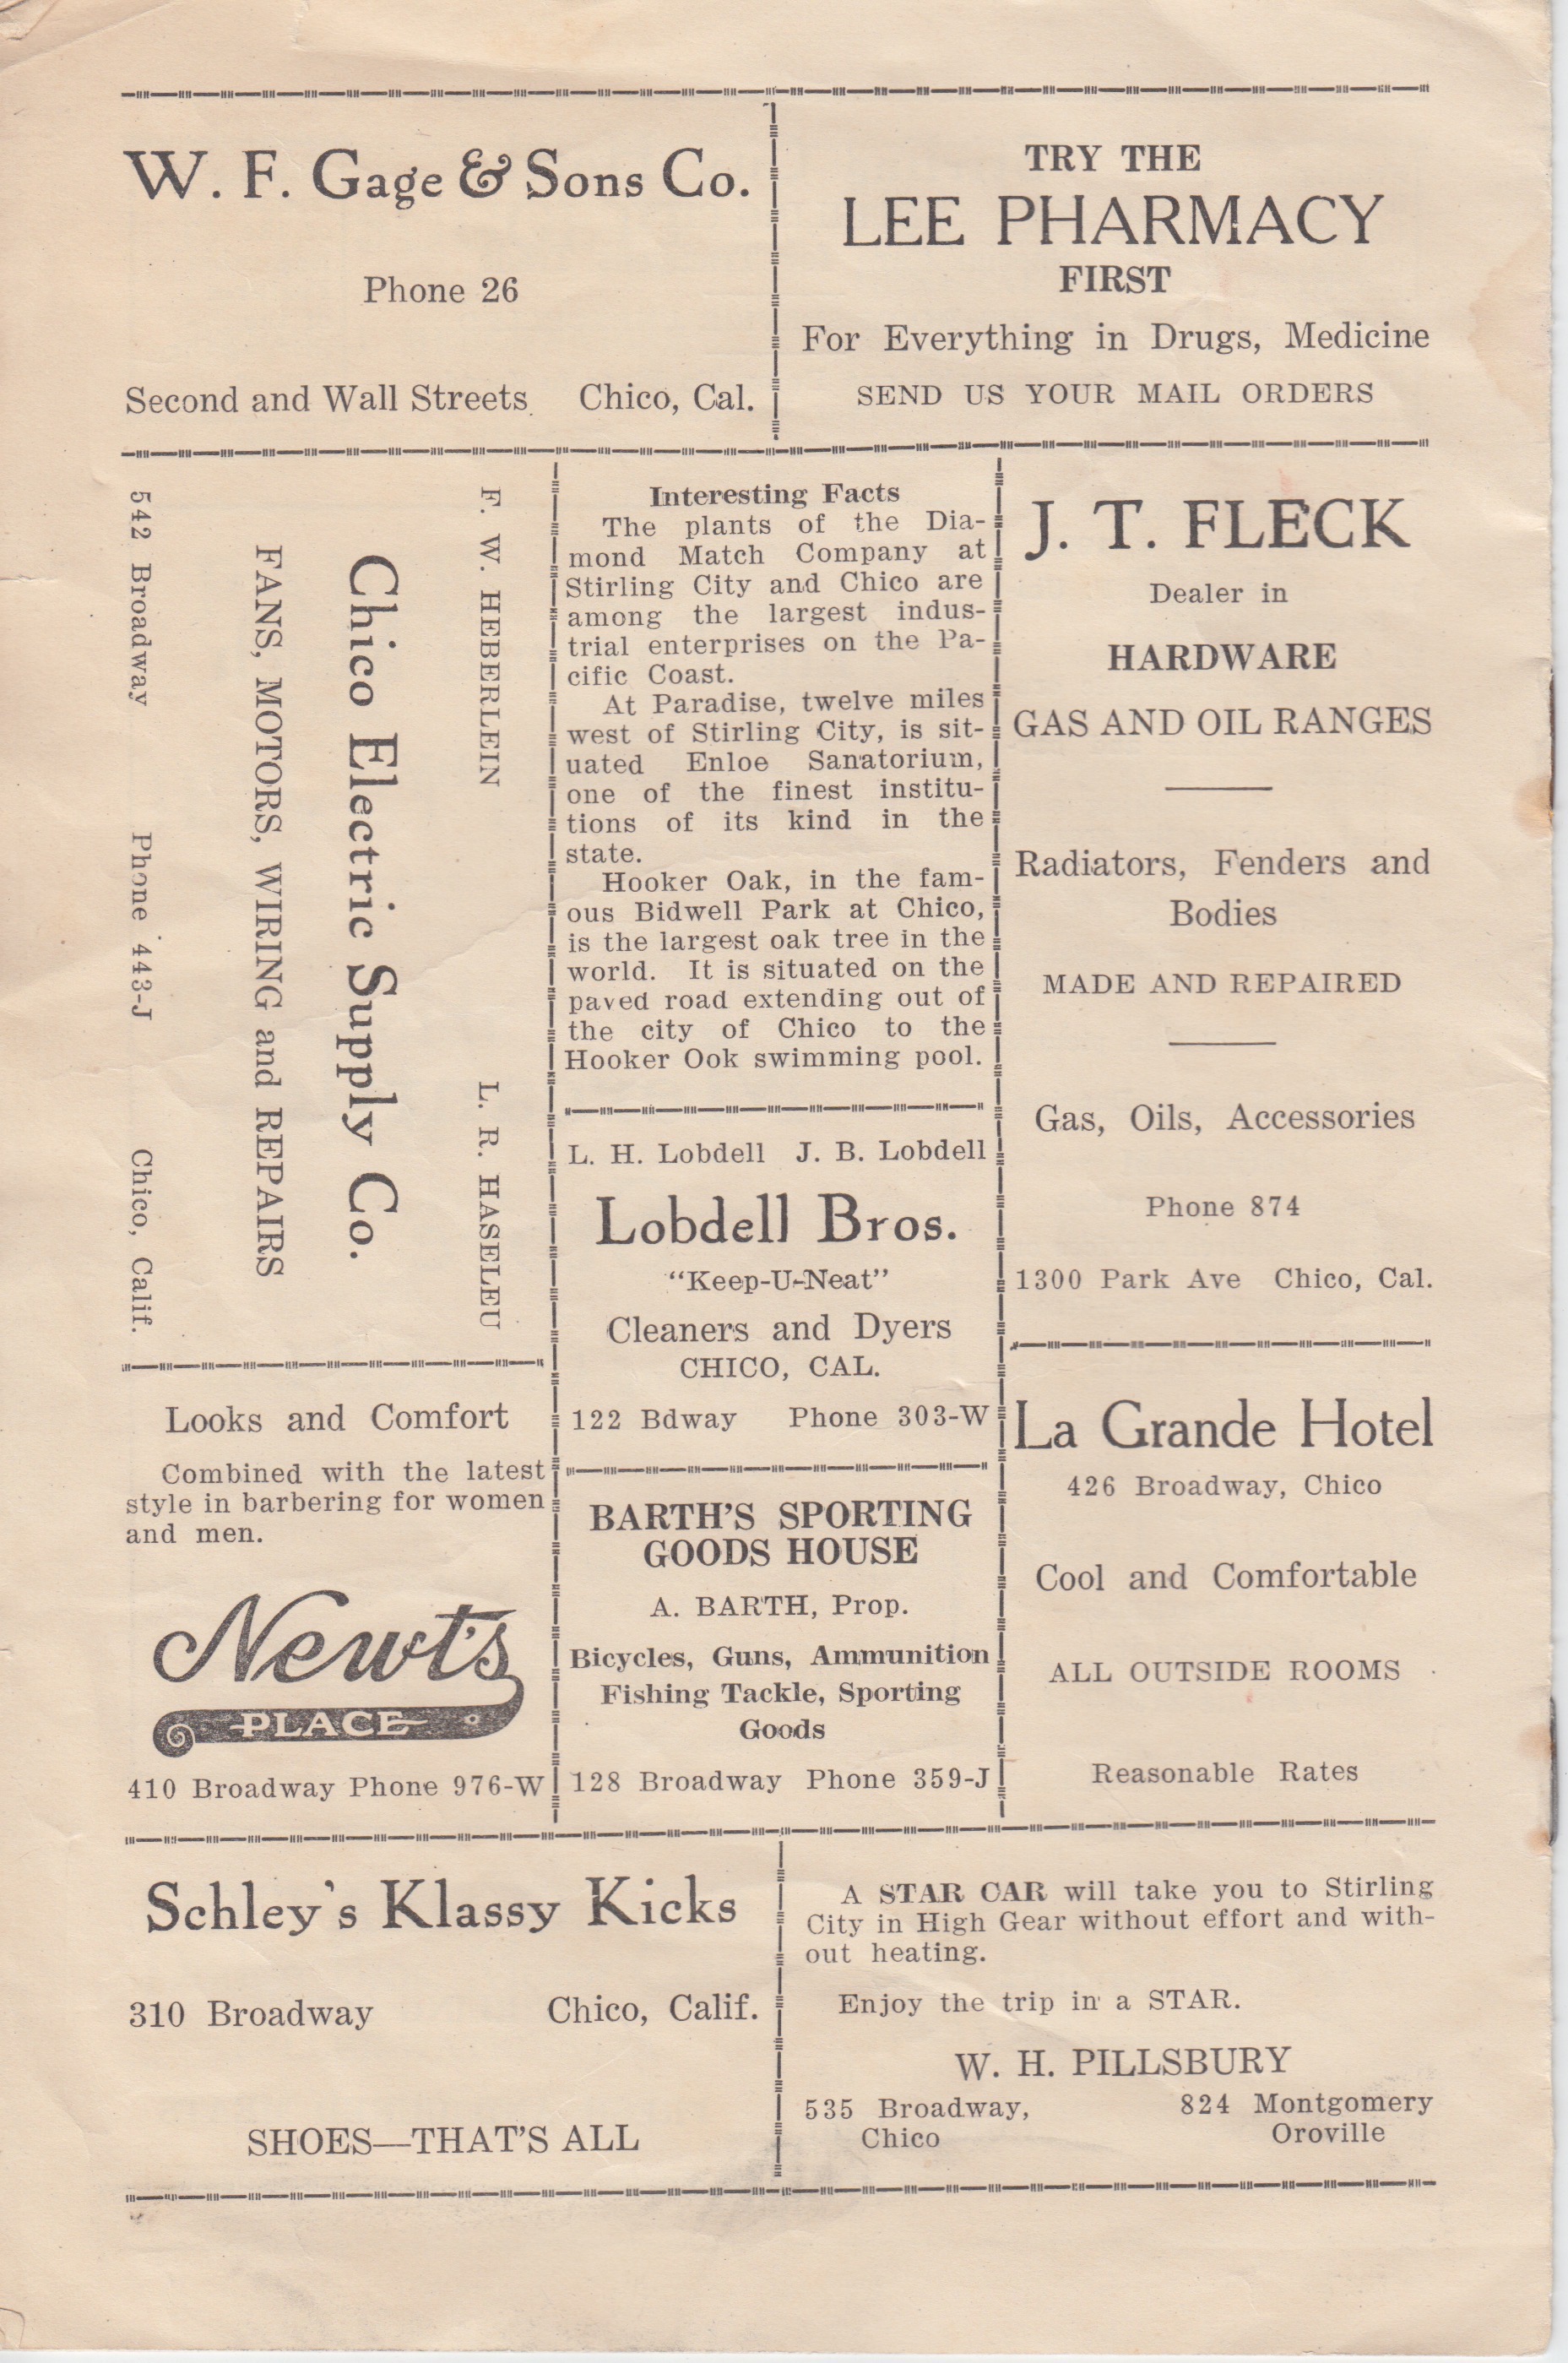 W. F. Gage & Sons Co.
Phone 26
Second and Wall Streets Chico, Cal.
TRY THE
LEE PHARMACY
FIRST
For Everything in Drugs, Medicine
SEND US YOUR MAIL ORDERS
F. W. HEBERLEIN L. R. HASELEU
Chico Electric Supply Co.
FANS, MOTORS, WIRING and REPAIRS
542 Broadway Phone 443-J Chico, Calif.
Interesting Facts
The plants of the Dia-
mond Match Company at
Stirling City and Chico are
among the largest indus-
trial enterprises on the Pa-
cific Coast.
At Paradise, twelve miles
west of Stirling City, is sit-
uated Enloe Sanatorium,
one of the finest institu-
tions of its kind in the
state.
Hooker Oak, in the fam-
ous Bidwell Park at Chico,
is the largest oak tree in the
world. It is situated on the
paved road extending out of
the city of Chico to the
Hooker Ook swimming pool.
J. T. FLECK
Dealer in
HARDWARE
GAS AND OIL RANGES
Radiators, Fenders and
Bodies
MADE AND REPAIRED
Gas, Oils, Accessories
Phone 874
1300 Park Ave Chico, Cal.
L. H. Lobdell J. B. Lobdell
Lobdell Bros.
"Keep-U-Neat"
Cleaners and Dyers
CHICO, CAL.
122 Bdway Phone 303-W
Looks and Comfort
Combined with the latest
style in barbering for women
and men.
Newt's
PLACE
410 Broadway Phone 976-W
BARTH'S SPORTING
GOODS HOUSE
A. BARTH, Prop.
Bicycles, Guns, Ammunition
Fishing Tackle, Sporting
Goods
128 Broadway Phone 359-J
La Grande Hotel
426 Broadway, Chico
Cool and Comfortable
ALL OUTSIDE ROOMS
Reasonable Rates
Schley's Klassy Kicks
310 Broadway Chico, Calif.
SHOES—THAT'S ALL
A STAR CAR will take you to Stirling
City in High Gear without effort and with-
out heating.
Enjoy the trip in a STAR.
W. H. PILLSBURY
535 Broadway, 824 Montgomery
Chico Oroville